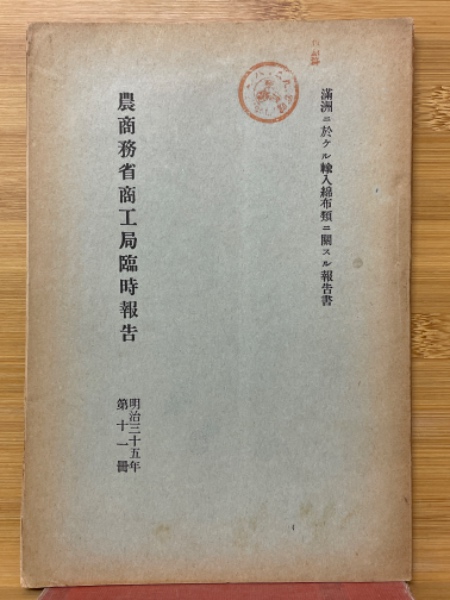 滿洲ニ於ケル輸入綿布類ニ關スル報告書
農商務省商工局臨時報告
明治三十五年
第十一冊